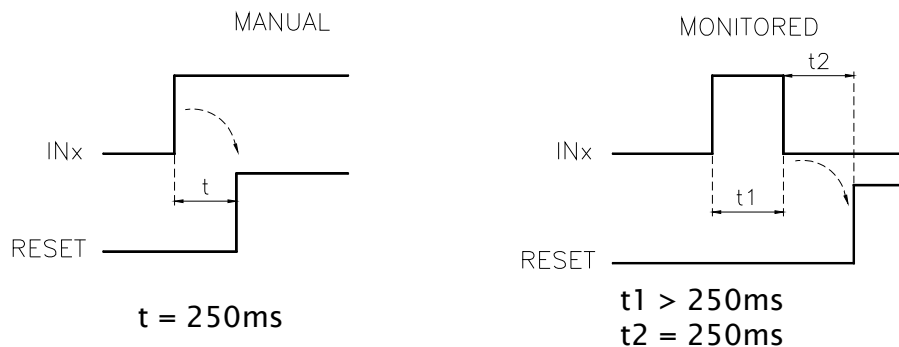 MANUAL
INx
t
RESET
t = 250ms
MONITORED
t2
INx
t1
RESET
t1 > 250ms
t2 = 250ms